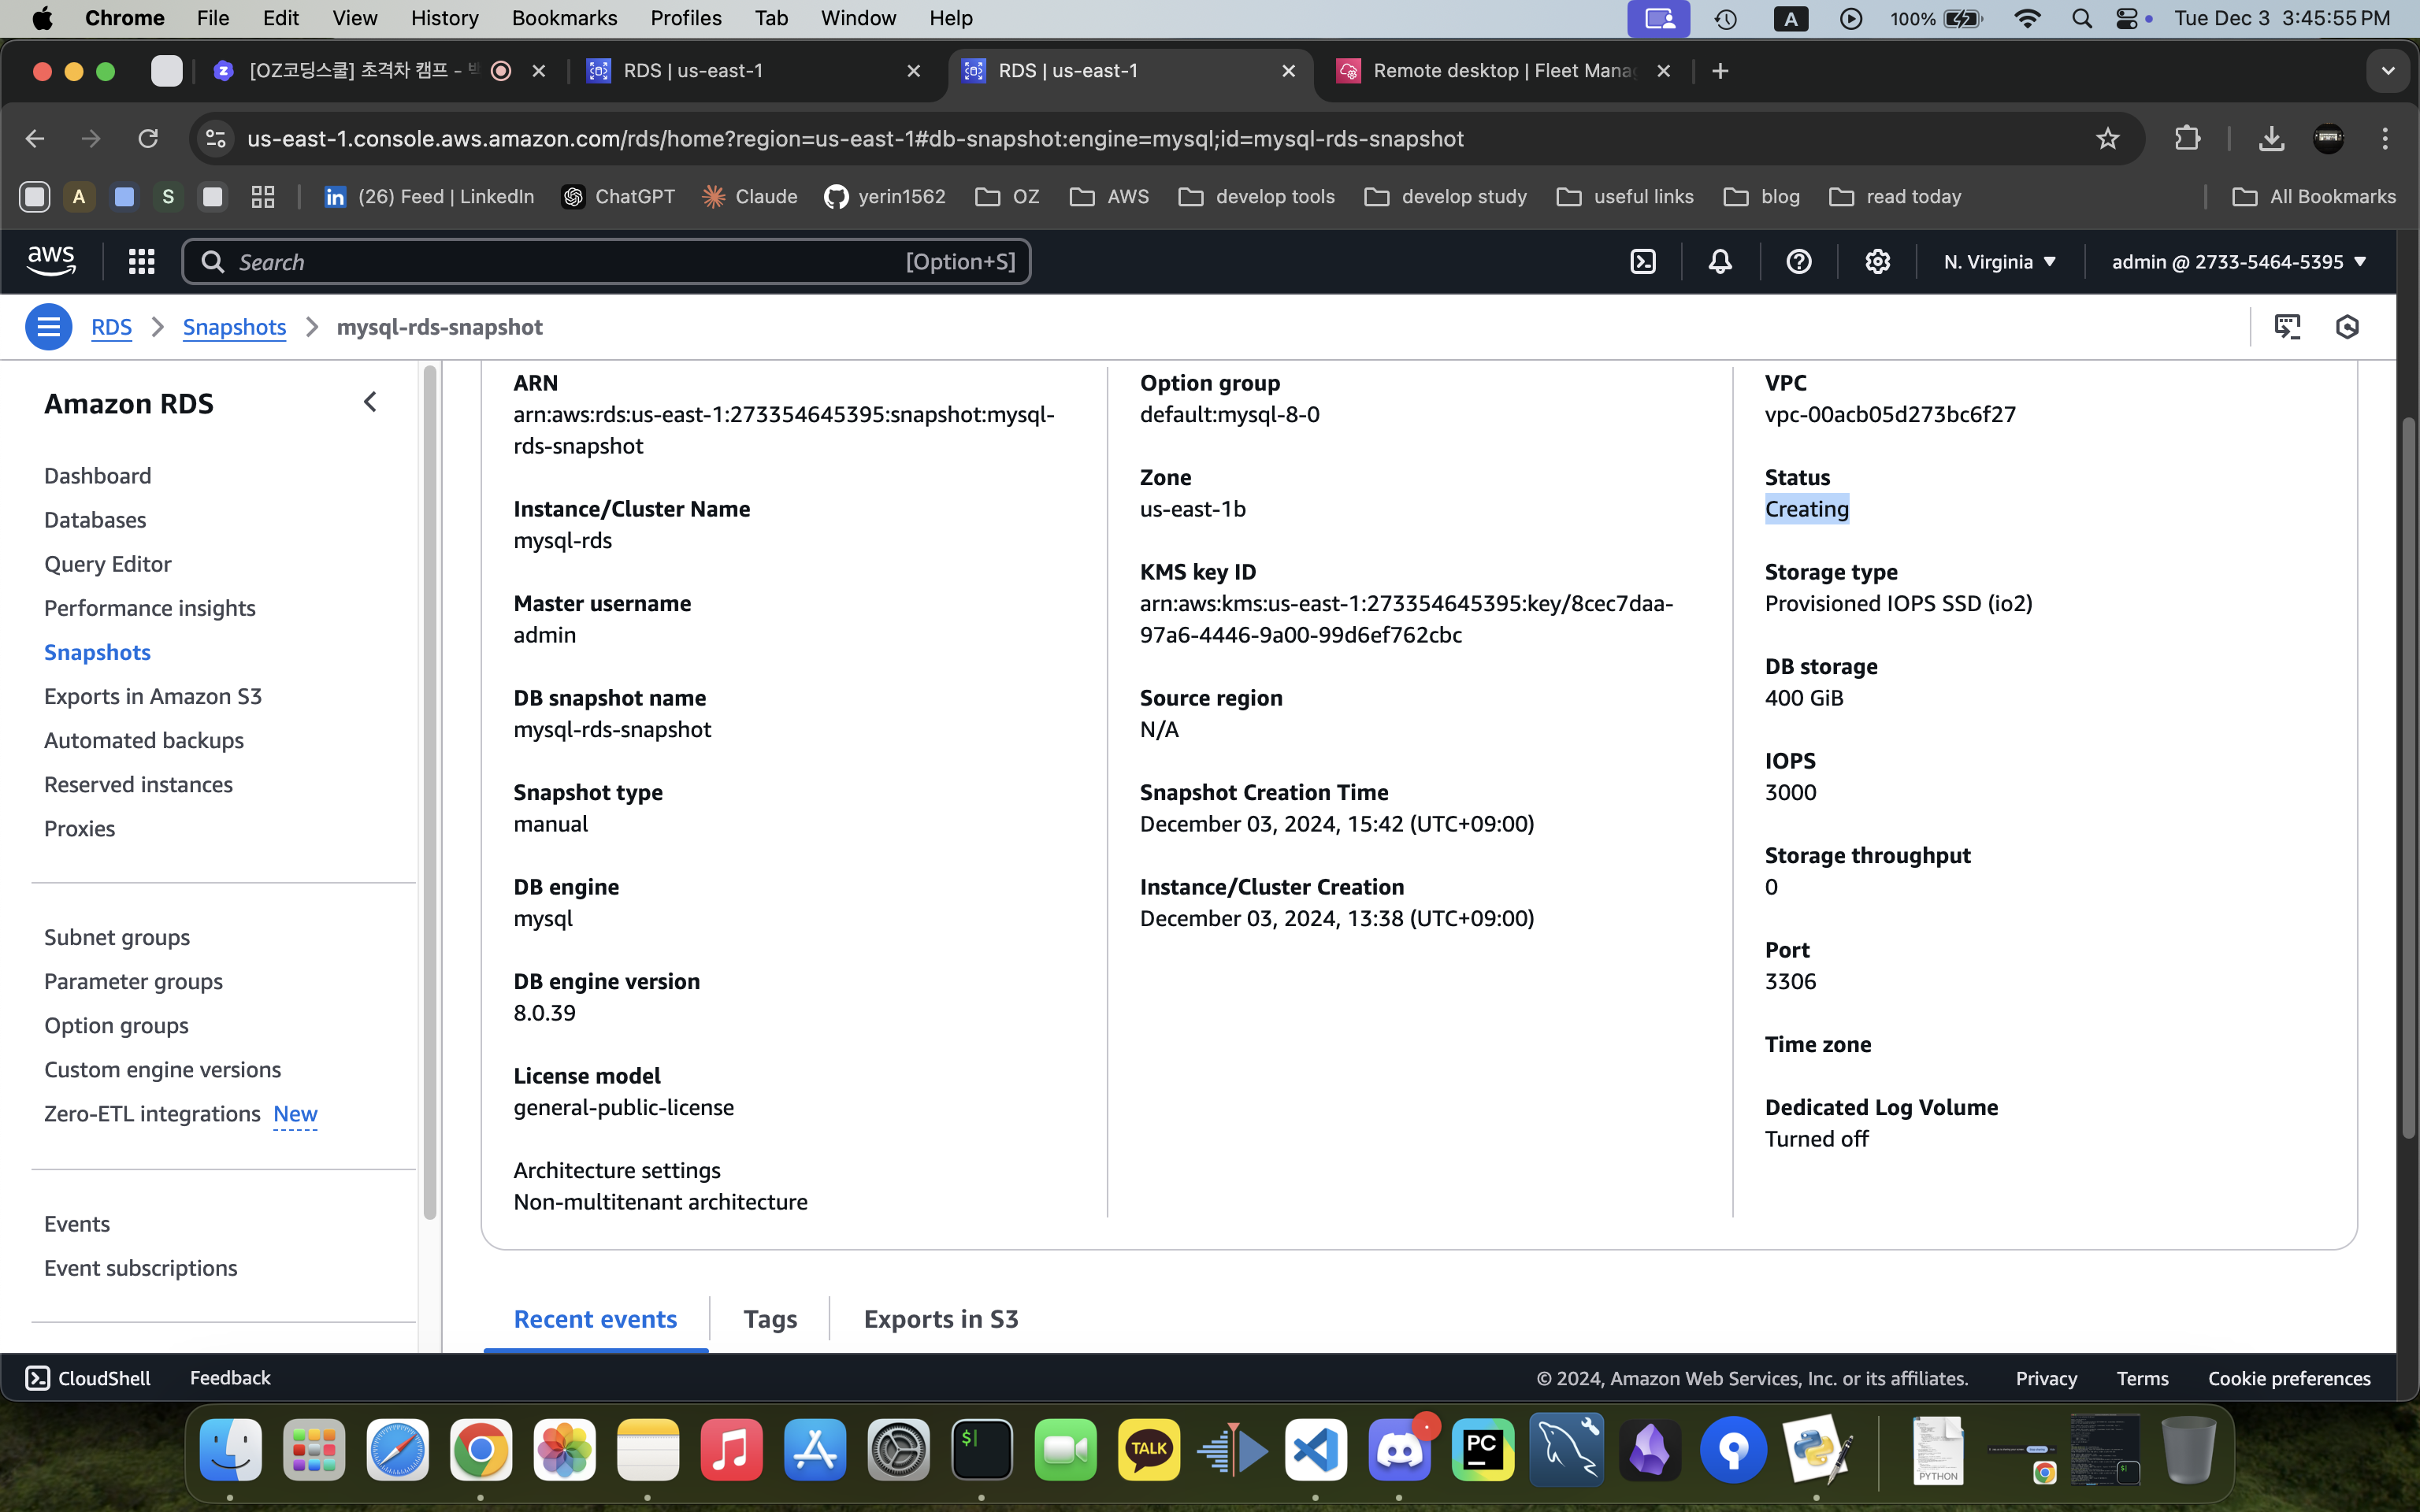 Chrome File Edit View History Bookmarks Profiles Tab Window Help A 100% Tue Dec 3 3:45:55 PM
[OZ코딩스쿨] 초격차 캠프 - RDS | us-east-1 RDS | us-east-1 Remote desktop | Fleet Mana
us-east-1.console.aws.amazon.com/rds/home?region=us-east-1#db-snapshot:engine=mysql;id=mysql-rds-snapshot
A S (26) Feed | LinkedIn ChatGPT Claude yerin1562 OZ AWS develop tools develop study useful links blog read today All Bookmarks
aws Search [Option+S] N. Virginia admin @ 2733-5464-5395
RDS > Snapshots > mysql-rds-snapshot
Amazon RDS
Dashboard
Databases
Query Editor
Performance insights
Snapshots
Exports in Amazon S3
Automated backups
Reserved instances
Proxies
Subnet groups
Parameter groups
Option groups
Custom engine versions
Zero-ETL integrations New
Events
Event subscriptions
ARN
arn:aws:rds:us-east-1:273354645395:snapshot:mysql-
rds-snapshot
Instance/Cluster Name
mysql-rds
Master username
admin
DB snapshot name
mysql-rds-snapshot
Snapshot type
manual
DB engine
mysql
DB engine version
8.0.39
License model
general-public-license
Architecture settings
Non-multitenant architecture
Option group
default:mysql-8-0
Zone
us-east-1b
KMS key ID
arn:aws:kms:us-east-1:273354645395:key/8cec7daa-
97a6-4446-9a00-99d6ef762cbc
Source region
N/A
Snapshot Creation Time
December 03, 2024, 15:42 (UTC+09:00)
Instance/Cluster Creation
December 03, 2024, 13:38 (UTC+09:00)
VPC
vpc-00acb05d273bc6f27
Status
Creating
Storage type
Provisioned IOPS SSD (io2)
DB storage
400 GiB
IOPS
3000
Storage throughput
0
Port
3306
Time zone
Dedicated Log Volume
Turned off
Recent events Tags Exports in S3
CloudShell Feedback © 2024, Amazon Web Services, Inc. or its affiliates. Privacy Terms Cookie preferences
$ TALK PC PYTHON